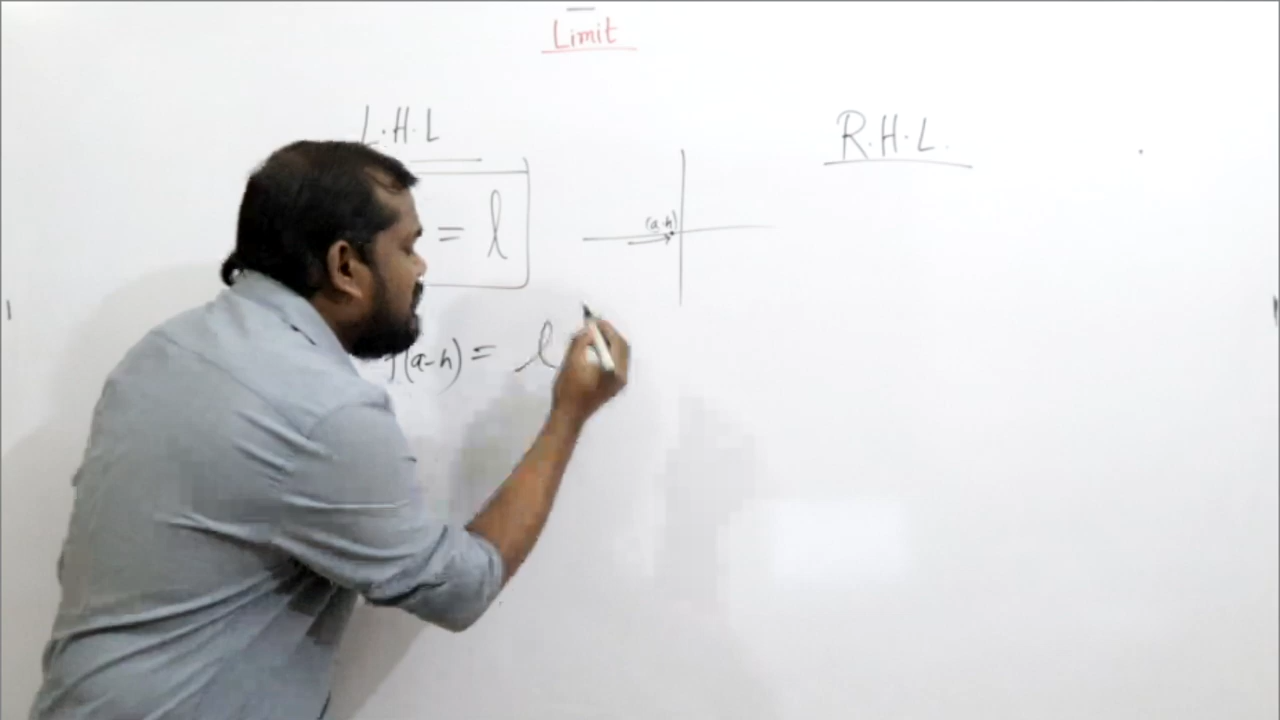 Limit
L.H.L
R.H.L.
= l
(a-h)
f(a-h) = l